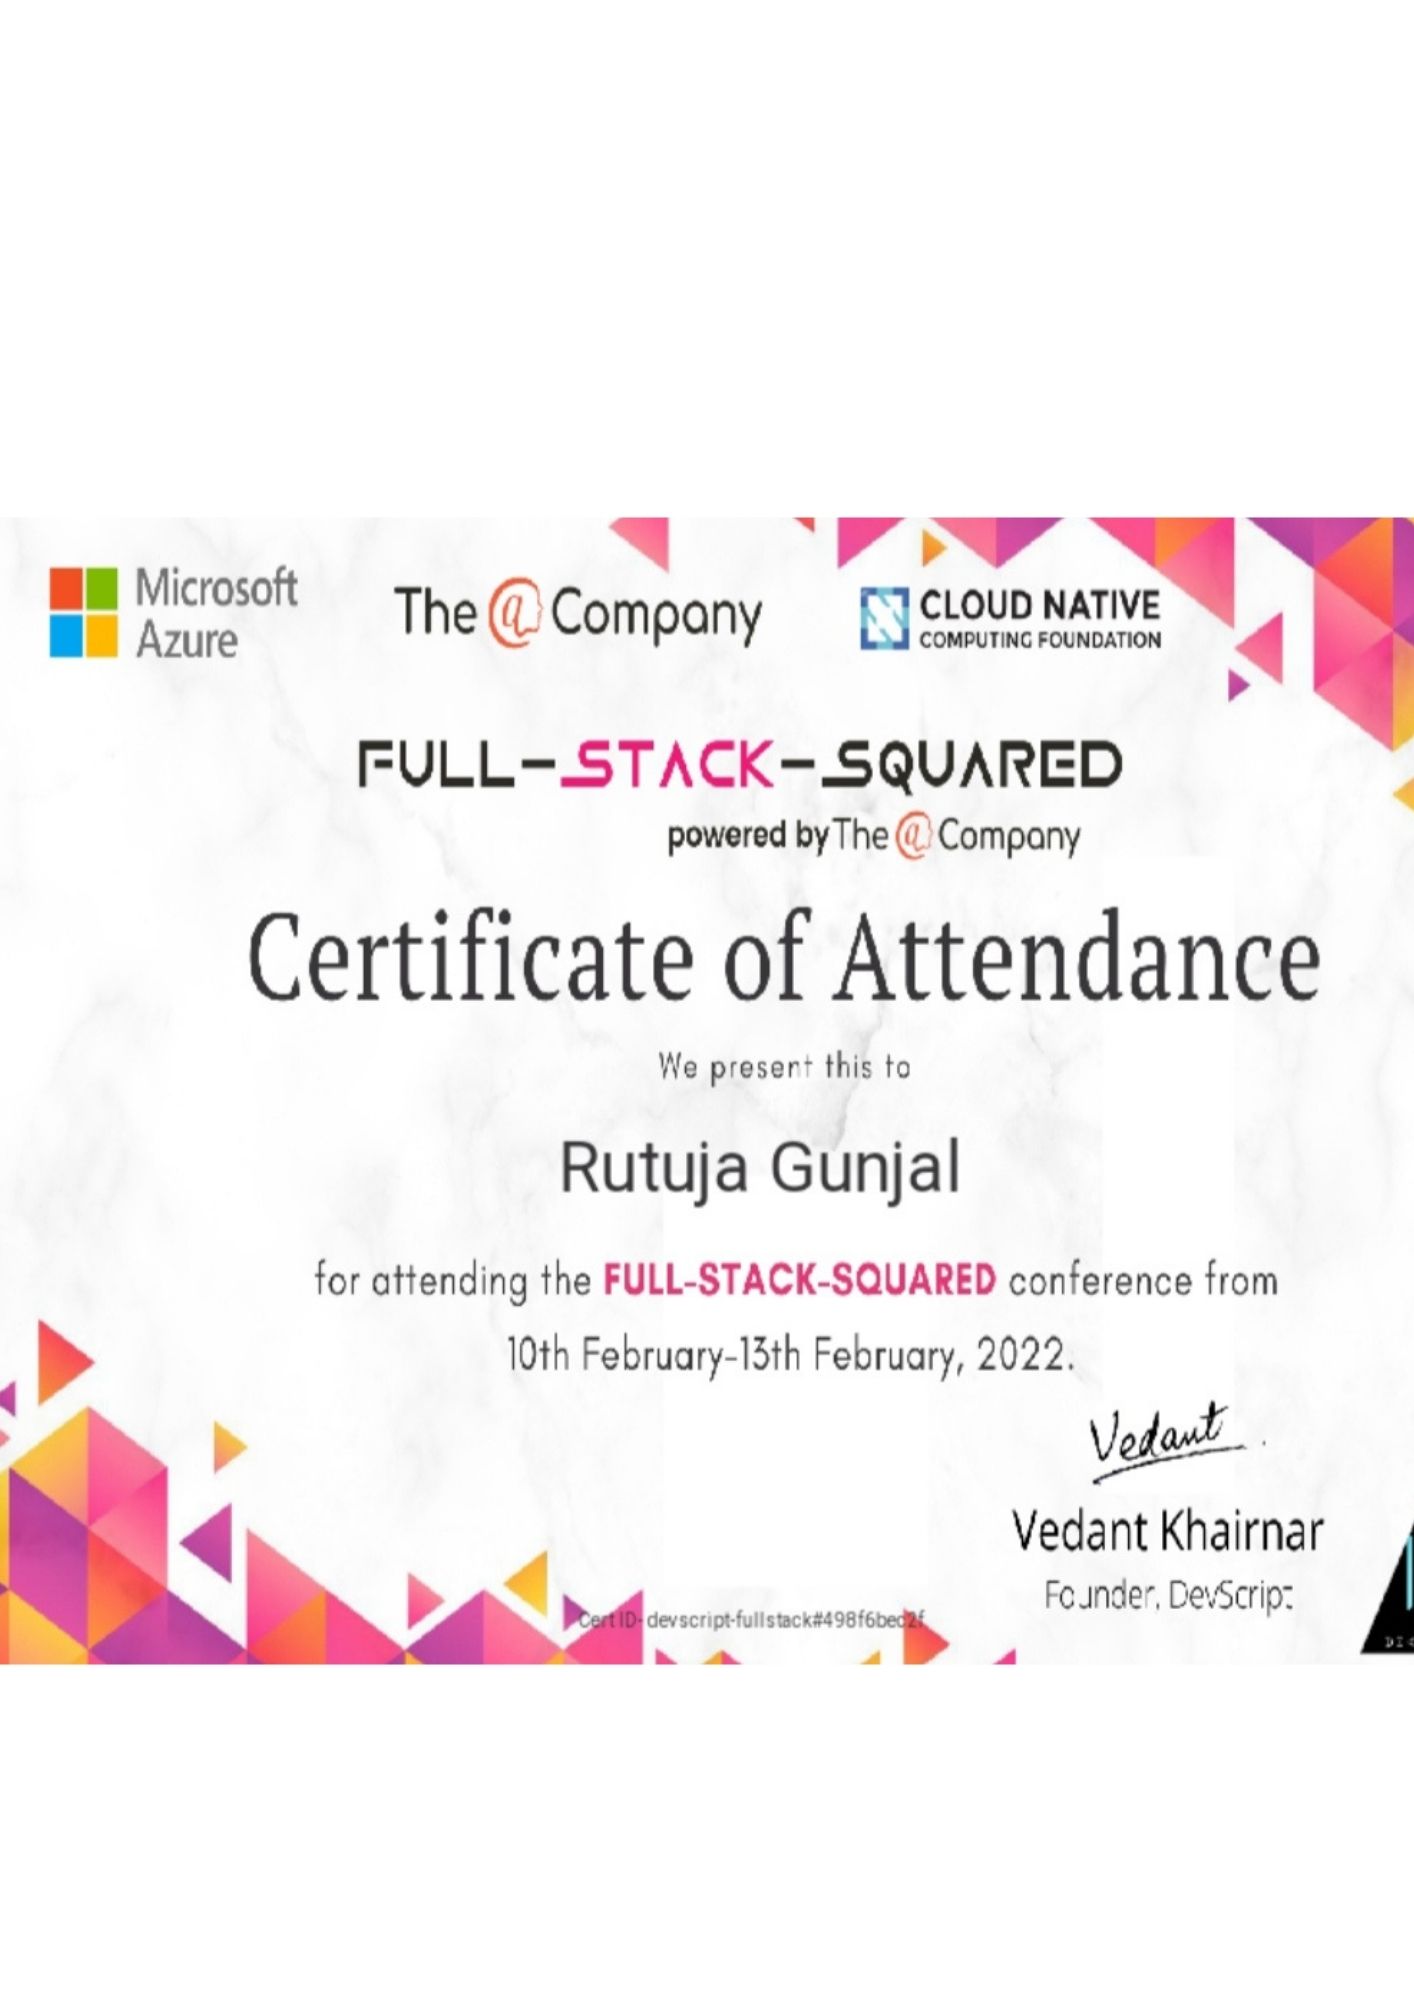 Microsoft
Azure
The @ Company
CLOUD NATIVE
COMPUTING FOUNDATION
FULL-STACK-SQUARED
powered by The @ Company
Certificate of Attendance
We present this to
Rutuja Gunjal
for attending the FULL-STACK-SQUARED conference from
10th February-13th February, 2022.
Vedant
Vedant Khairnar
Founder, DevScript
Cert ID- devscript-fullstack#498f6bec2f